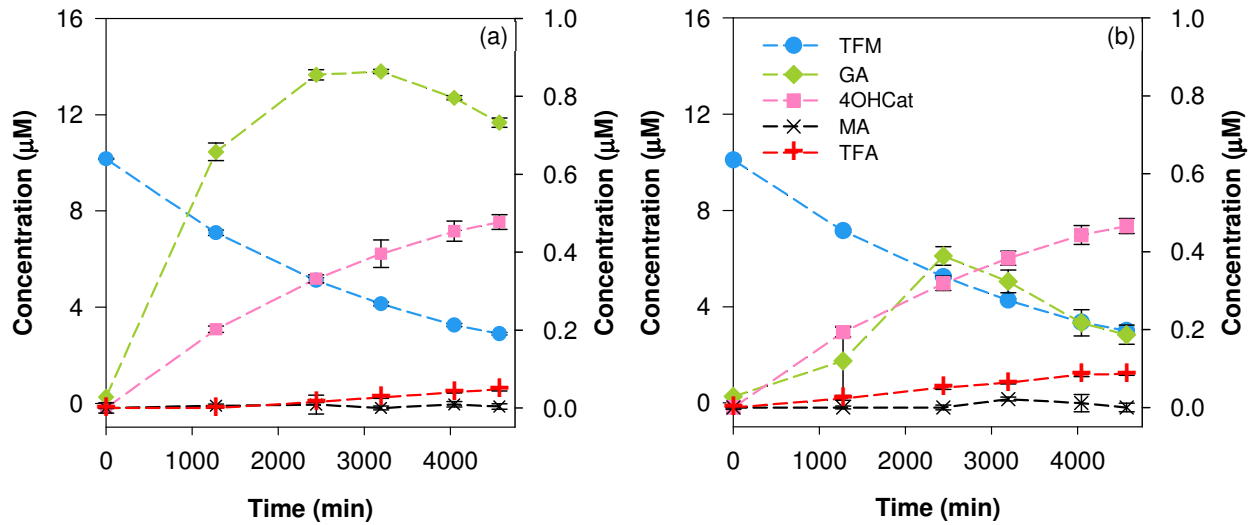 (a)
16
12
8
4
0
Concentration (µM)
1.0
0.8
0.6
0.4
0.2
0.0
Concentration (µM)
0 1000 2000 3000 4000
Time (min)
(b)
TFM
GA
4OHCat
MA
TFA
16
12
8
4
0
Concentration (µM)
1.0
0.8
0.6
0.4
0.2
0.0
Concentration (µM)
0 1000 2000 3000 4000
Time (min)